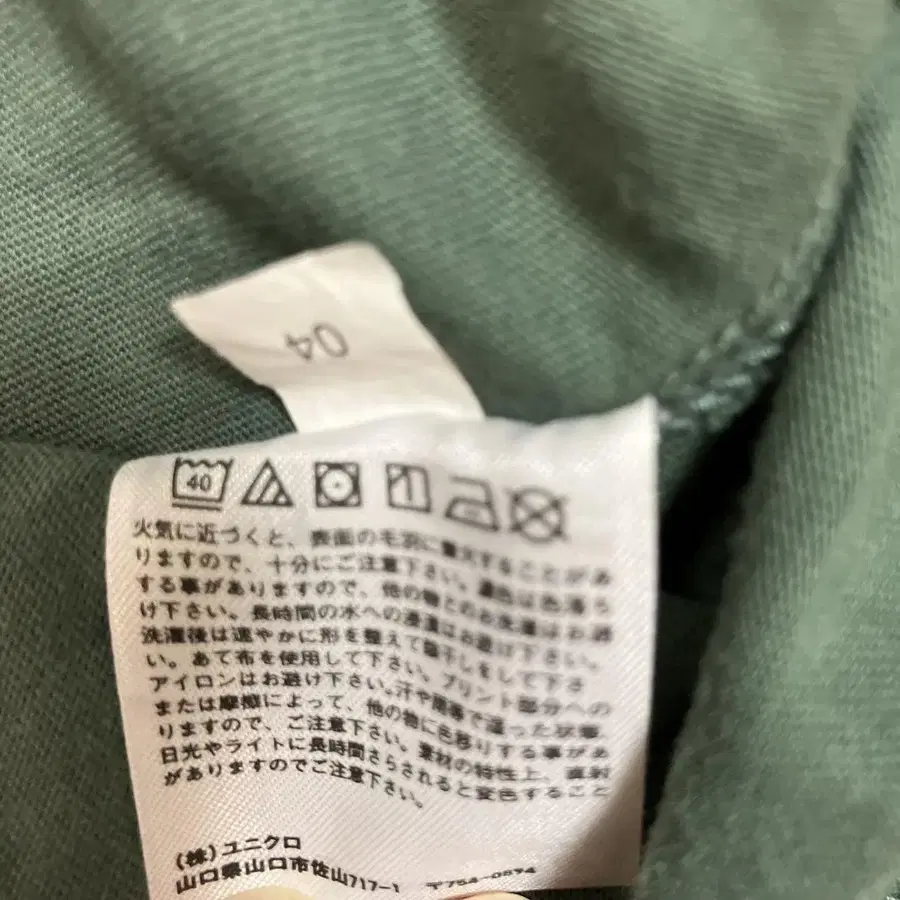 04
40
火気に近づくと、表面の毛羽に着火することがあ
りますので、十分にご注意下さい。濃色は色落ち
する事がありますので、他の物とのお洗濯はお避
け下さい。長時間の水への浸漬はお避け下さい。
洗濯後は速やかに形を整えて陰干しをして下さ
い。あて布を使用して下さい。プリント部分への
アイロンはお避け下さい。汗や雨等で湿った状態、
または摩擦によって、他の物に色移りする事があ
りますので、ご注意下さい。素材の特性上、直射
日光やライトに長時間さらされると変色すること
がありますのでご注意下さい。
(株)ユニクロ
山口県山口市佐山717-1 〒754-0894